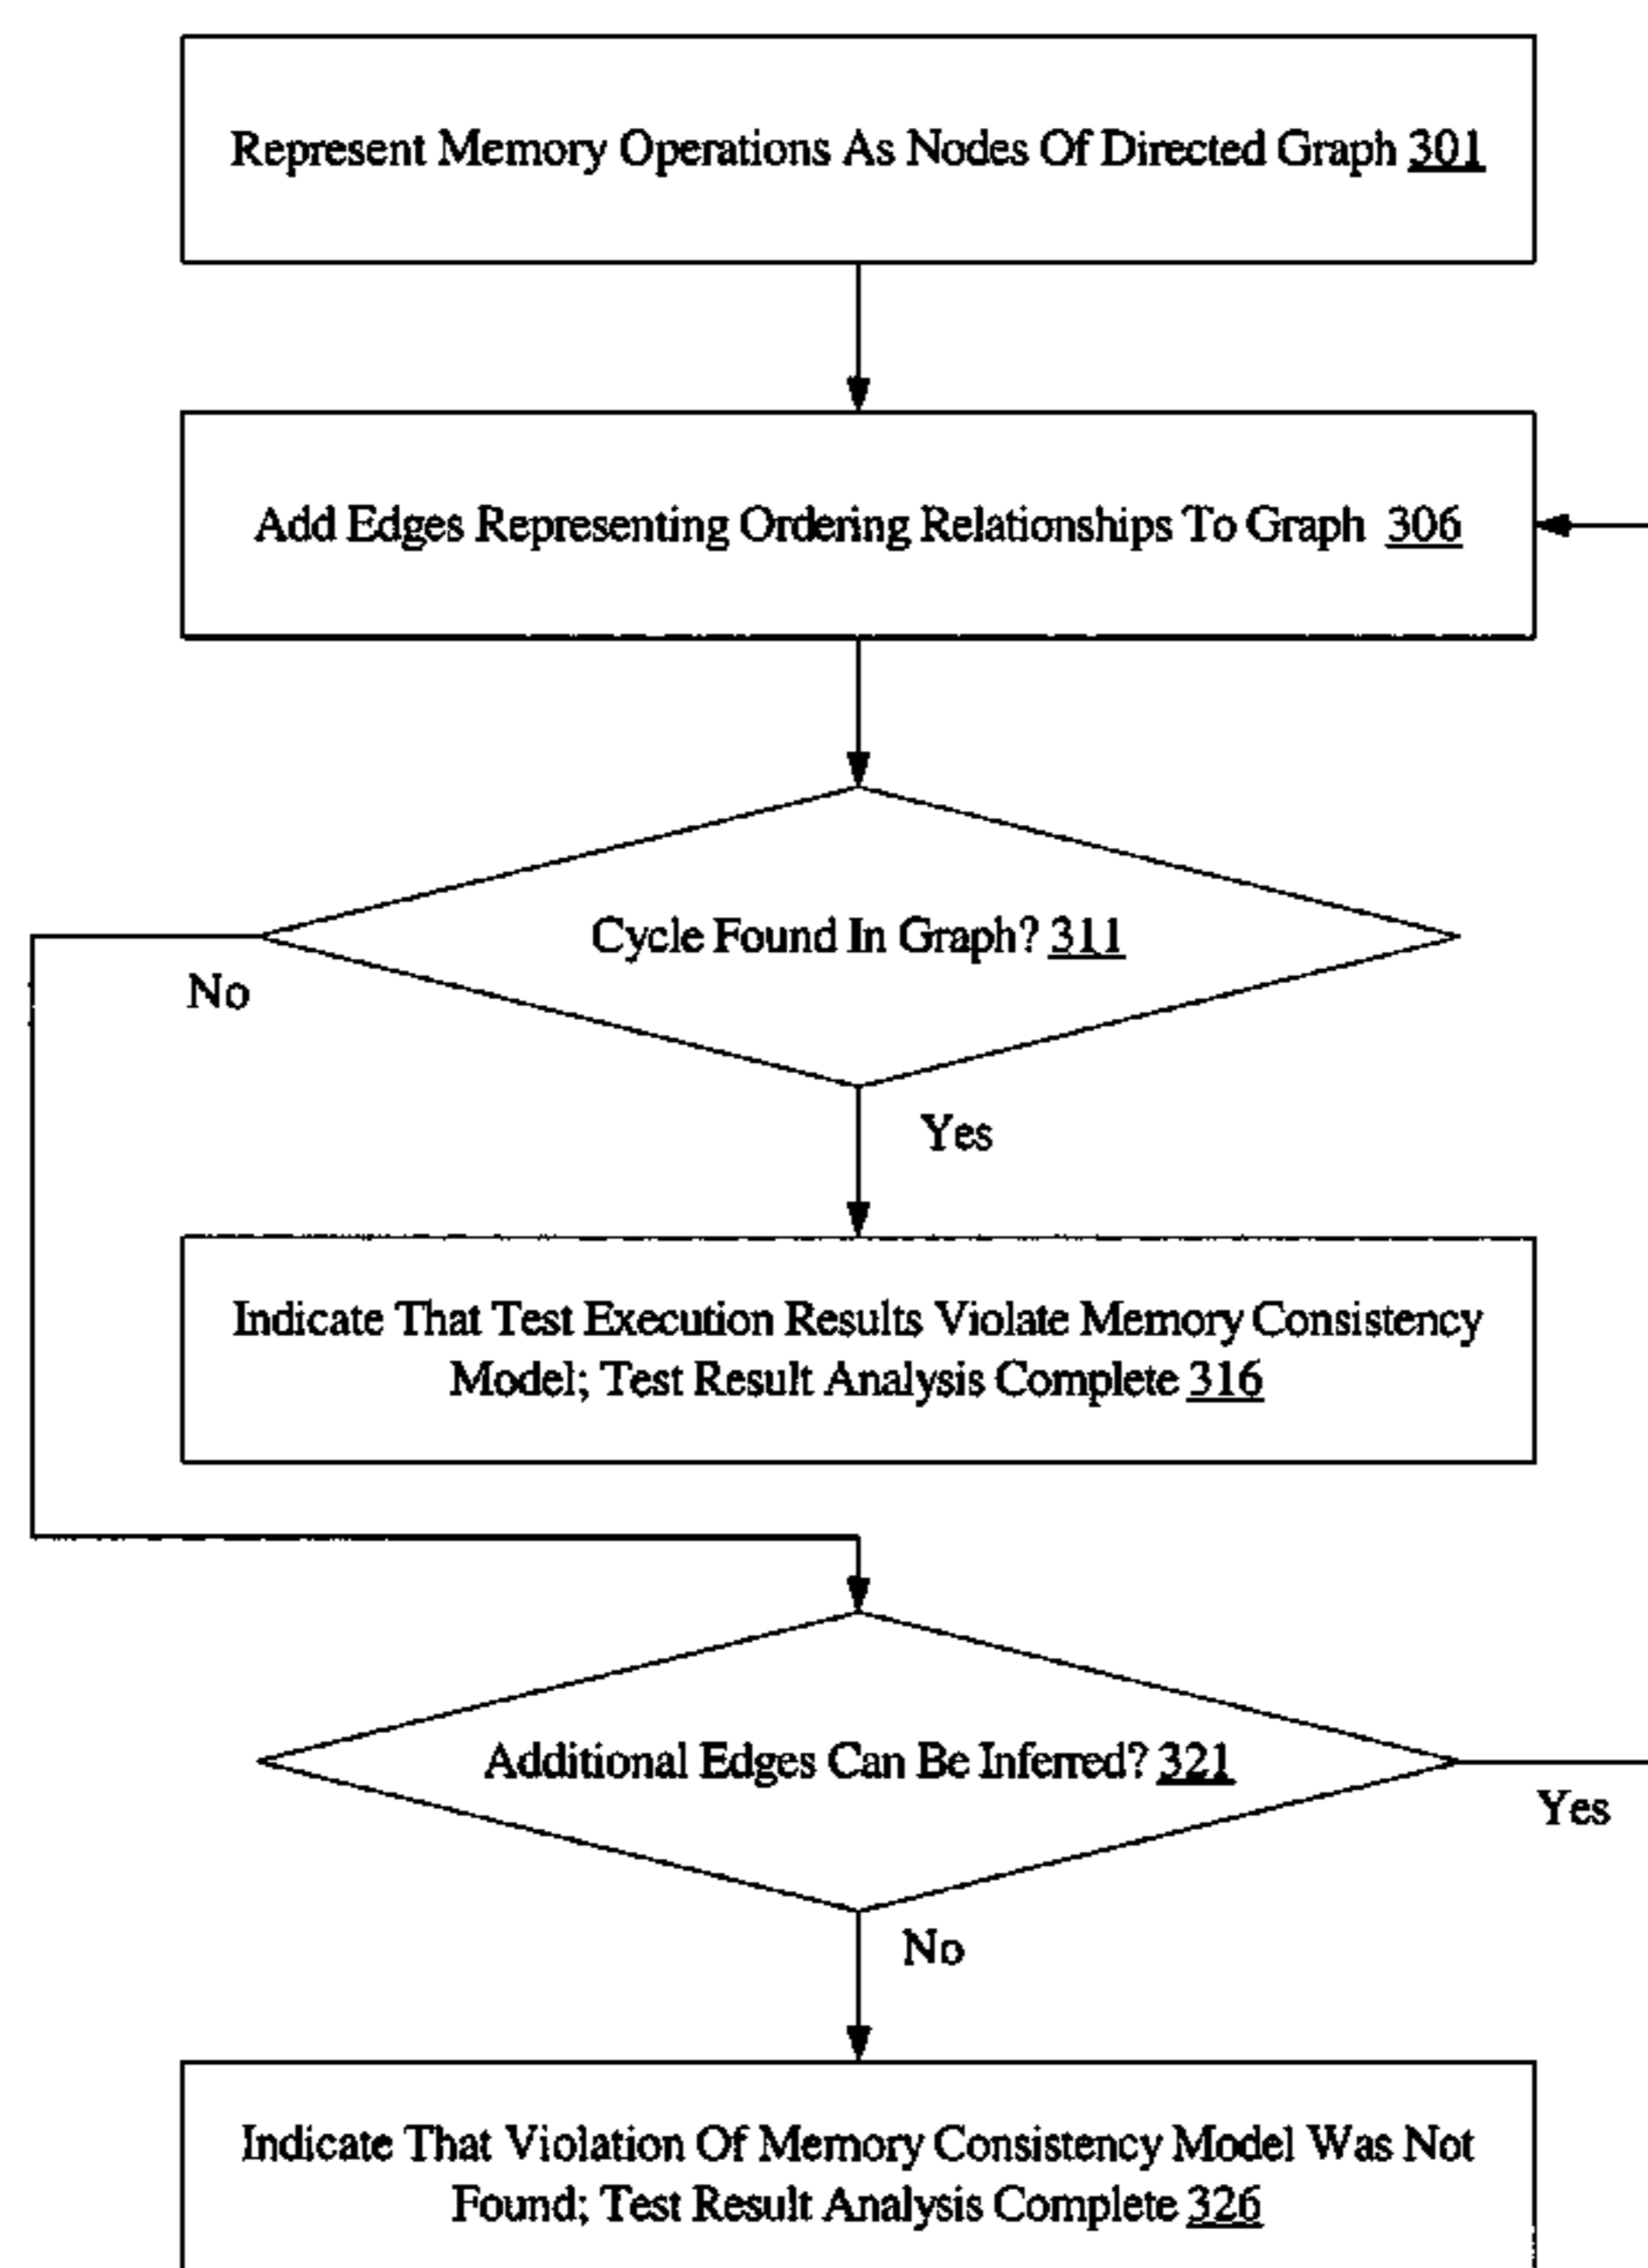 Represent Memory Operations As Nodes Of Directed Graph 301
Add Edges Representing Ordering Relationships To Graph 306
Cycle Found In Graph? 311
No
Yes
Indicate That Test Execution Results Violate Memory Consistency
Model; Test Result Analysis Complete 316
Additional Edges Can Be Inferred? 321
Yes
No
Indicate That Violation Of Memory Consistency Model Was Not
Found; Test Result Analysis Complete 326